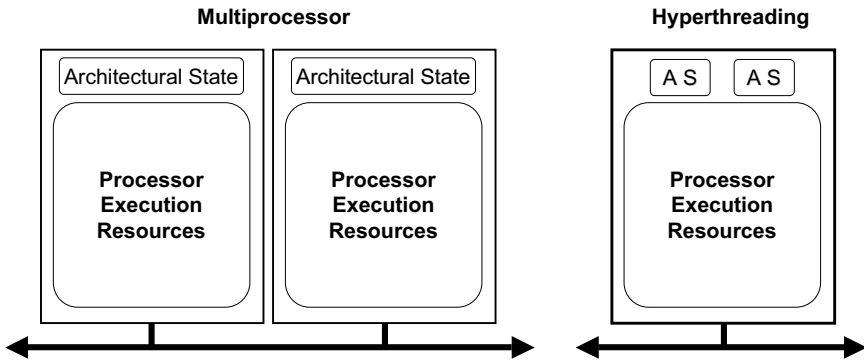 Multiprocessor
Hyperthreading
Architectural State
Architectural State
A S
A S
Processor
Execution
Resources
Processor
Execution
Resources
Processor
Execution
Resources